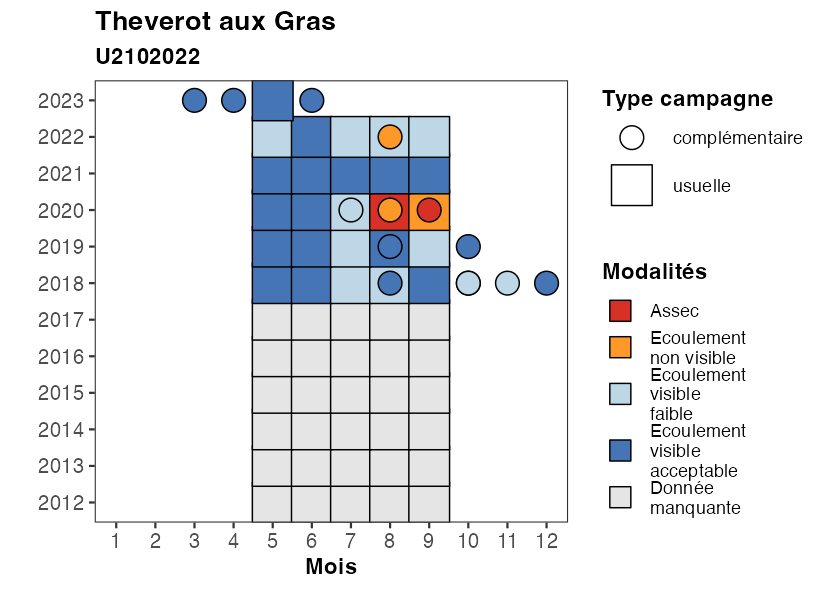 Theverot aux Gras
U2102022
2023
2022
2021
2020
2019
2018
2017
2016
2015
2014
2013
2012
1 2 3 4 5 6 7 8 9 10 11 12
Mois
Type campagne
complémentaire
usuelle
Modalités
Assec
Ecoulement
non visible
Ecoulement
visible
faible
Ecoulement
visible
acceptable
Donnée
manquante